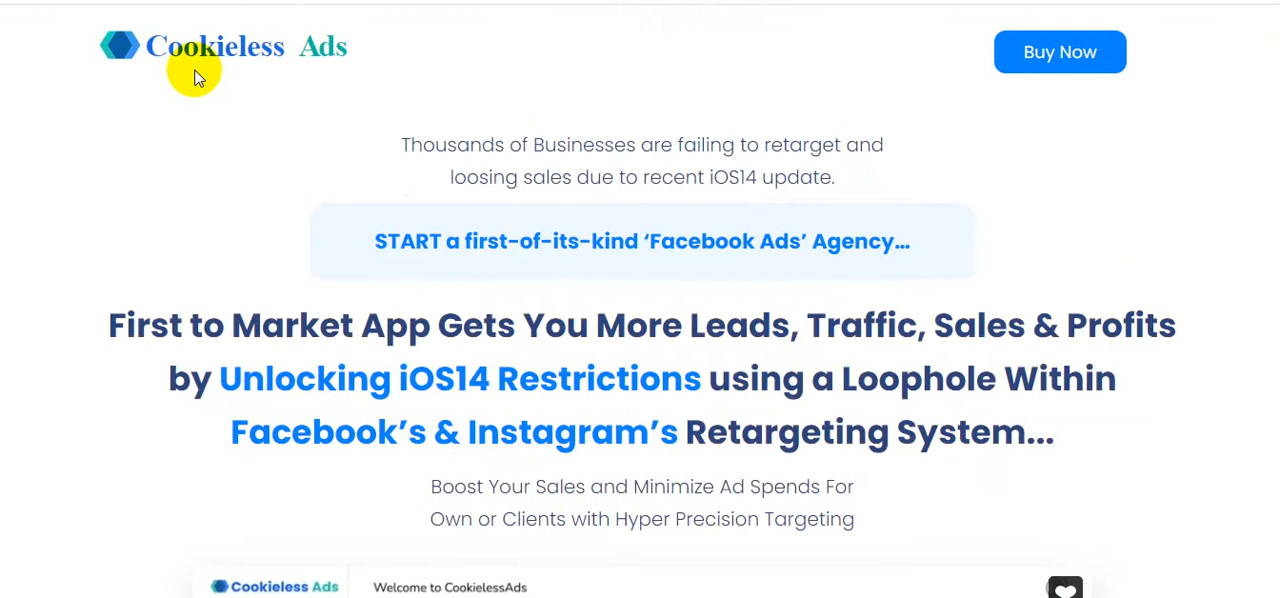 Cookieless Ads
Buy Now
Thousands of Businesses are failing to retarget and
loosing sales due to recent iOS14 update.
START a first-of-its-kind ‘Facebook Ads’ Agency...
First to Market App Gets You More Leads, Traffic, Sales & Profits
by Unlocking iOS14 Restrictions using a Loophole Within
Facebook’s & Instagram’s Retargeting System...
Boost Your Sales and Minimize Ad Spends For
Own or Clients with Hyper Precision Targeting
Cookieless Ads
Welcome to CookielessAds